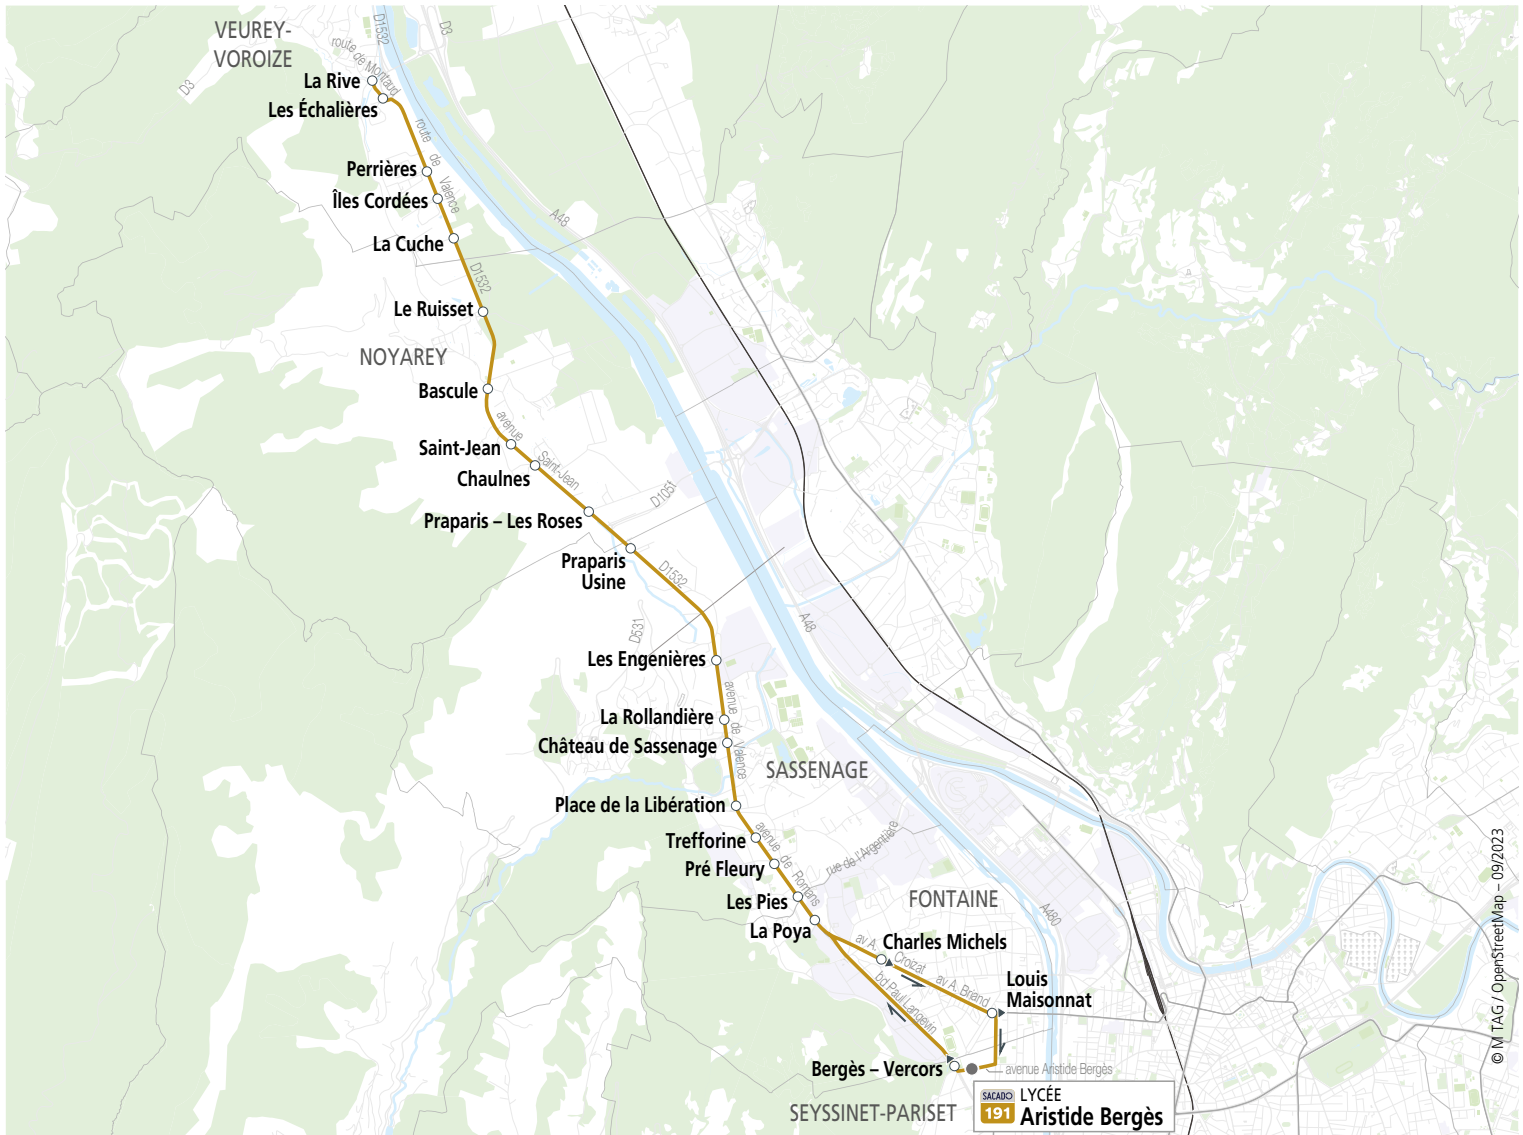 VEUREY-
VOROIZE
D1532
D3
D3
route de Montaud
La Rive
Les Échalières
route de Valence
Perrières
Îles Cordées
A48
La Cuche
D1532
Le Ruisset
NOYAREY
Bascule
avenue Saint-Jean
Saint-Jean
Chaulnes
D1051
Praparis – Les Roses
Praparis
Usine
D1532
D531
A48
Les Engenières
avenue de Valence
La Rollandière
Château de Sassenage
SASSENAGE
Place de la Libération
avenue de Romans
rue de l'Argentière
Trefforine
Pré Fleury
Les Pies
FONTAINE
A480
La Poya
av A. Croizat
Charles Michels
av A. Briand
Louis
Maisonnat
bd Paul Langevin
Bergès – Vercors
avenue Aristide Bergès
SEYSSINET-PARISET
SACADO
191
LYCÉE
Aristide Bergès
© M TAG / OpenStreetMap – 09/2023